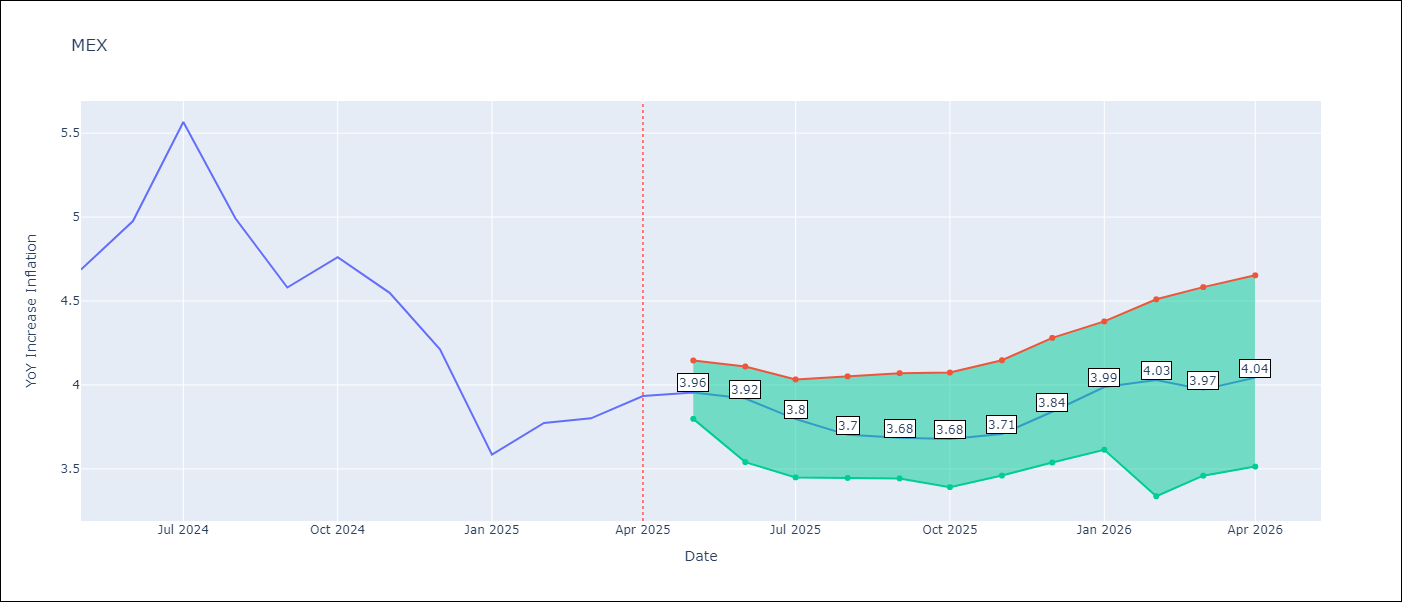 MEX
YoY Increase Inflation
5.5
5
4.5
4
3.5
3.96
3.92
3.8
3.7
3.68
3.68
3.71
3.84
3.99
4.03
3.97
4.04
Jul 2024
Oct 2024
Jan 2025
Apr 2025
Jul 2025
Oct 2025
Jan 2026
Apr 2026
Date